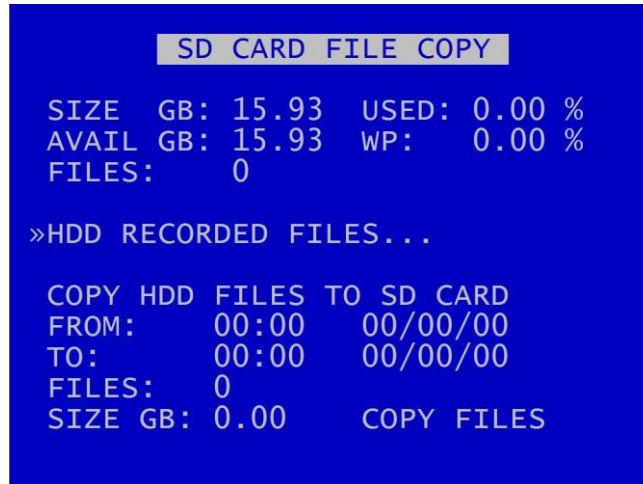 SD CARD FILE COPY
SIZE GB: 15.93 USED: 0.00 %
AVAIL GB: 15.93 WP: 0.00 %
FILES: 0
»HDD RECORDED FILES...
COPY HDD FILES TO SD CARD
FROM: 00:00 00/00/00
TO: 00:00 00/00/00
FILES: 0
SIZE GB: 0.00 COPY FILES